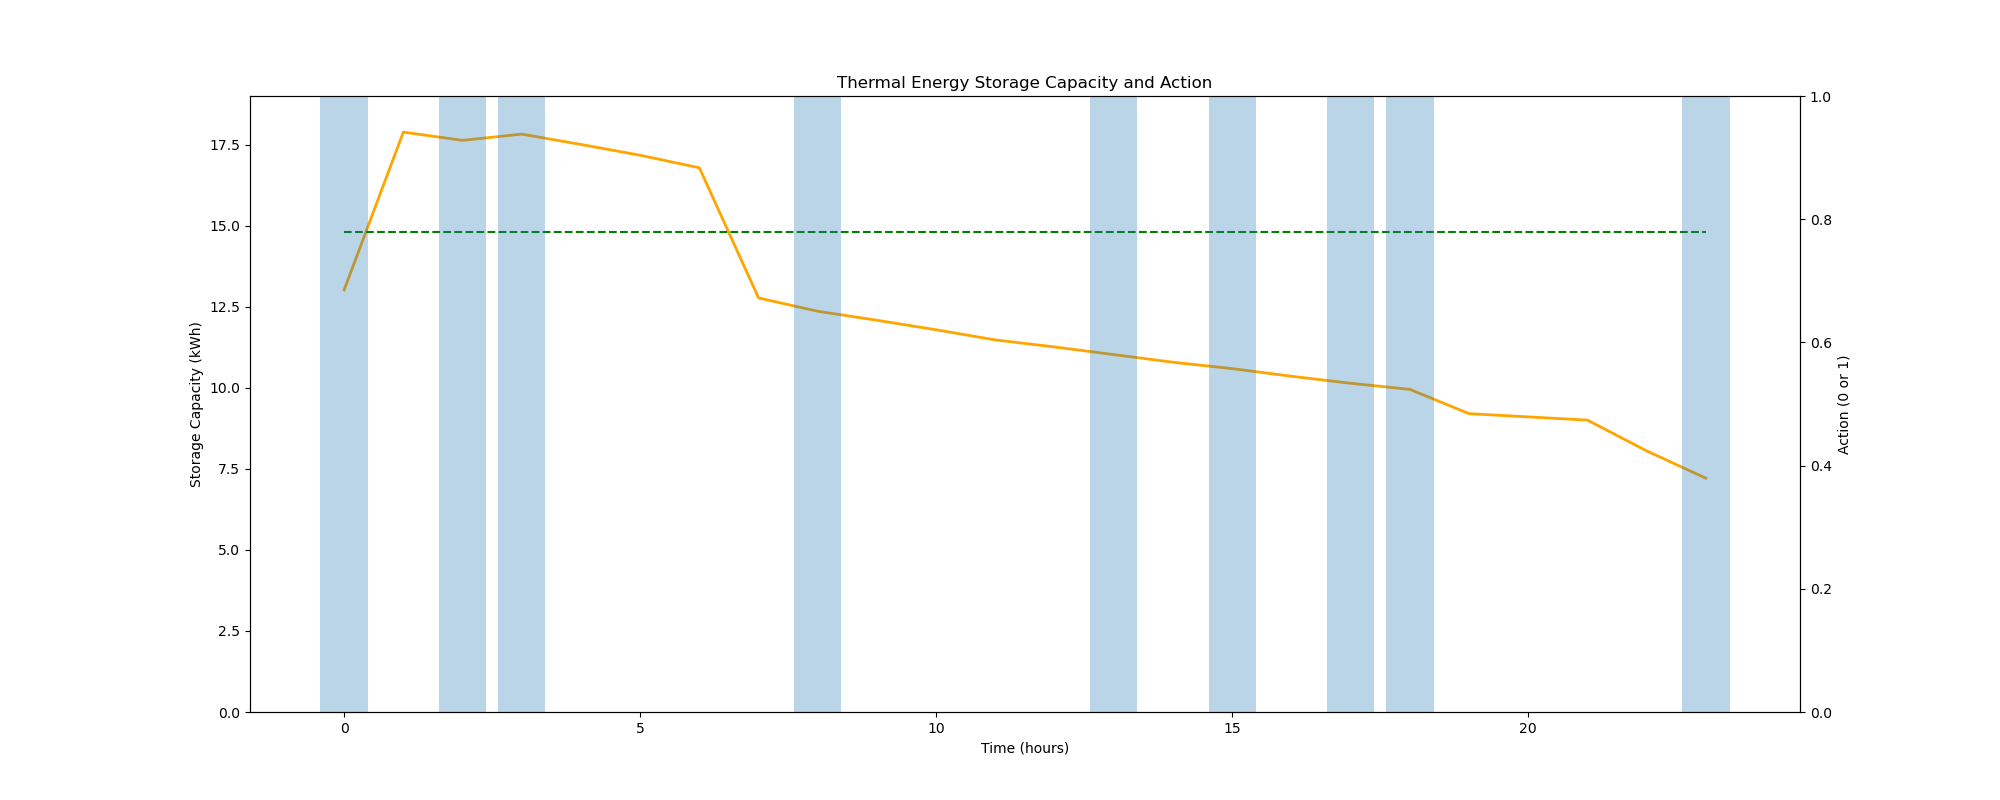 Thermal Energy Storage Capacity and Action
Storage Capacity (kWh)
17.5
15.0
12.5
10.0
7.5
5.0
2.5
0.0
1.0
0.8
0.6
0.4
0.2
0.0
Action (0 or 1)
0 5 10 15 20
Time (hours)